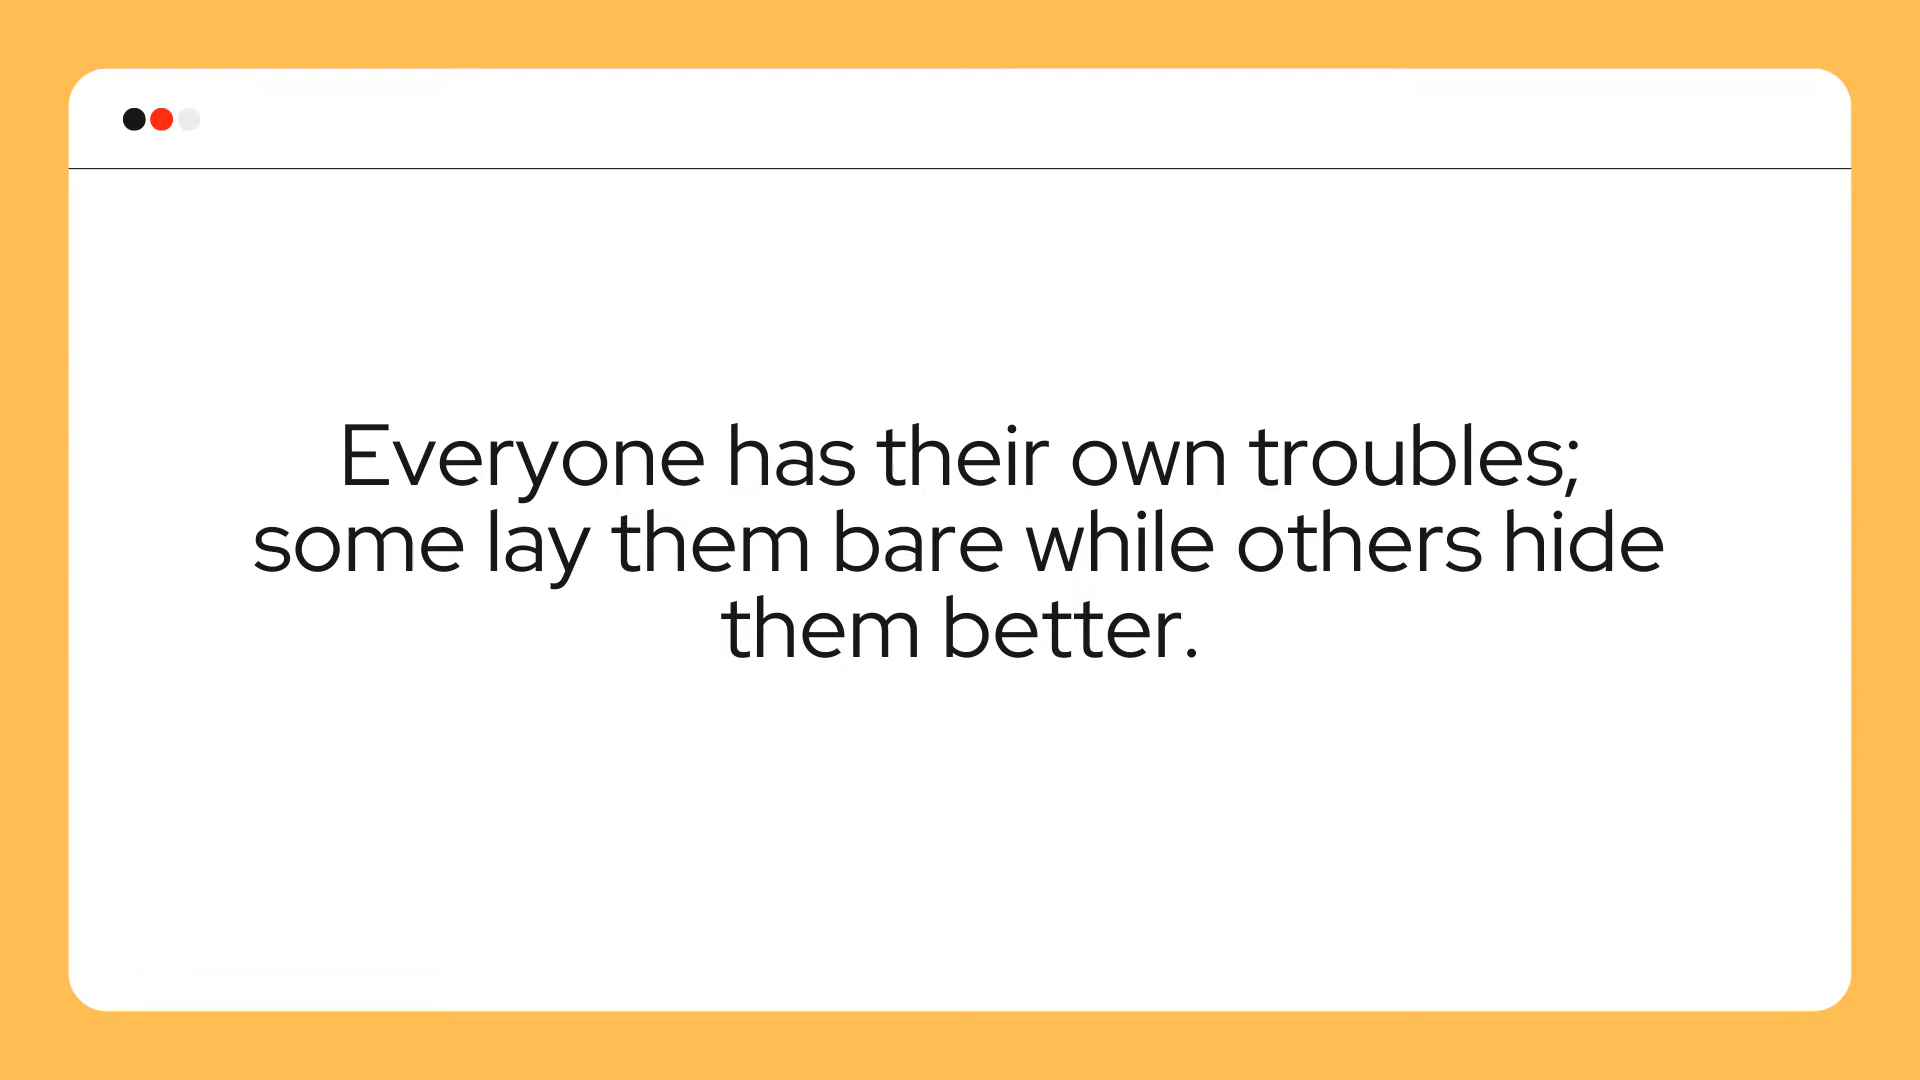 Everyone has their own troubles;
some lay them bare while others hide
them better.